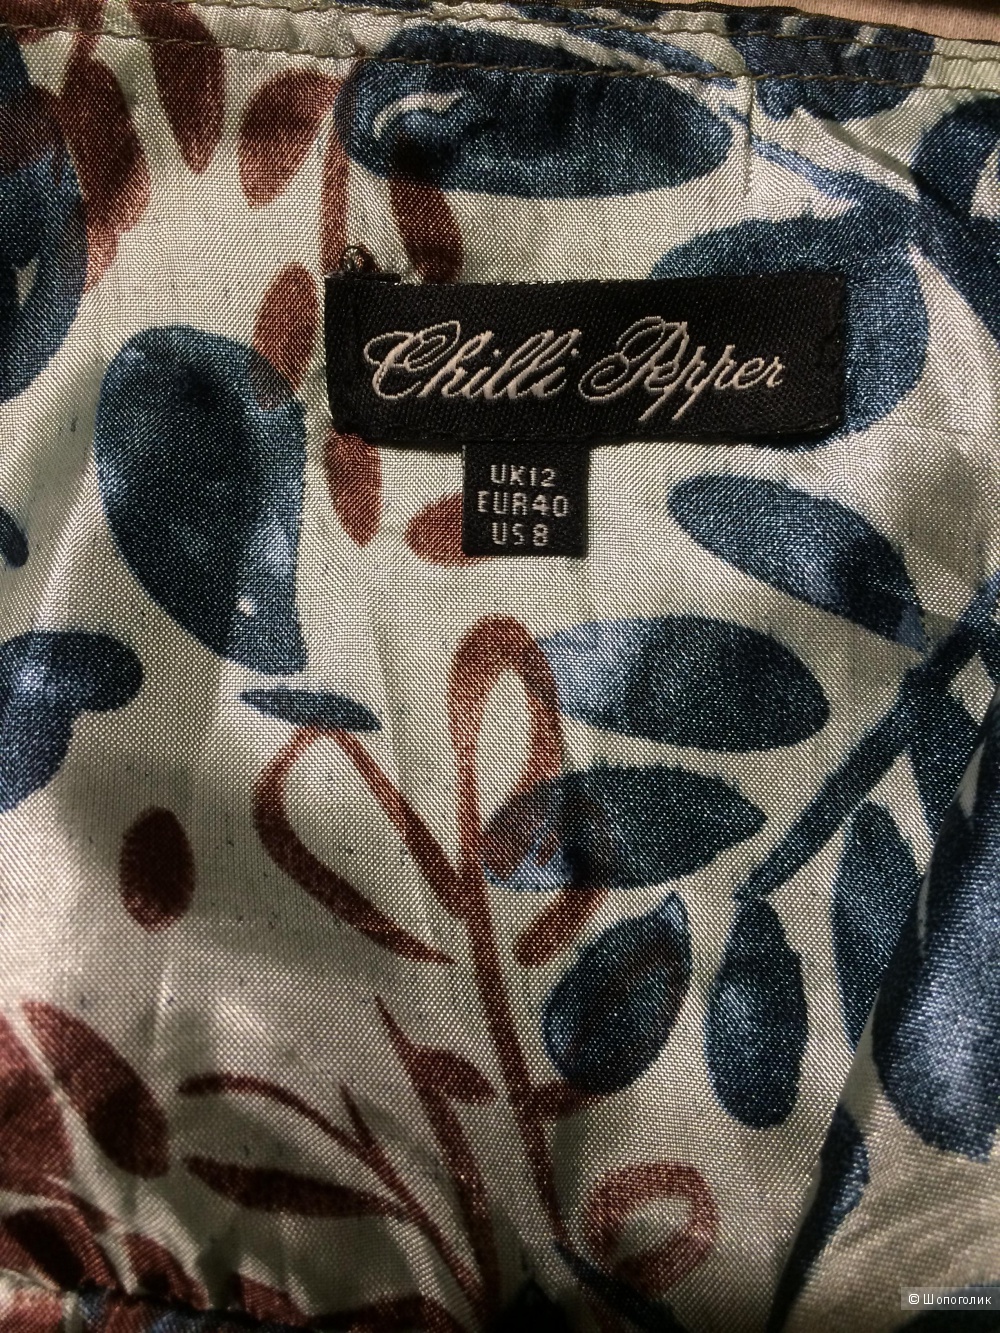 Chilli Pepper
UK12
EUR40
US8
© Шопоголик